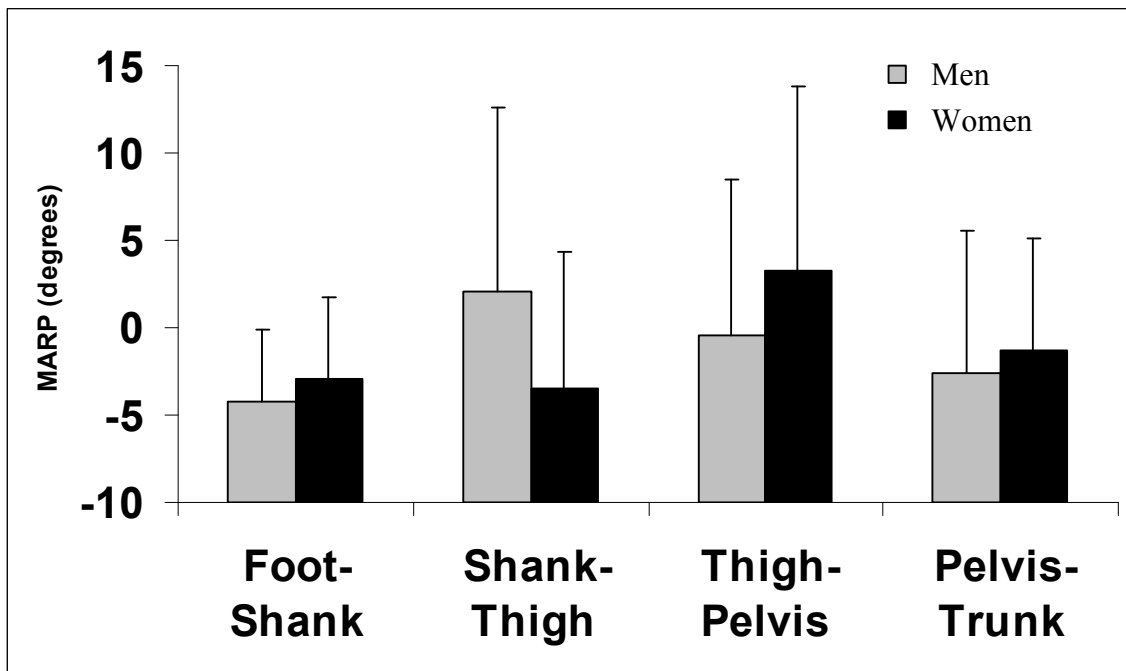 15
10
5
0
-5
-10
MARP (degrees)
Men
Women
Foot-
Shank
Shank-
Thigh
Thigh-
Pelvis
Pelvis-
Trunk